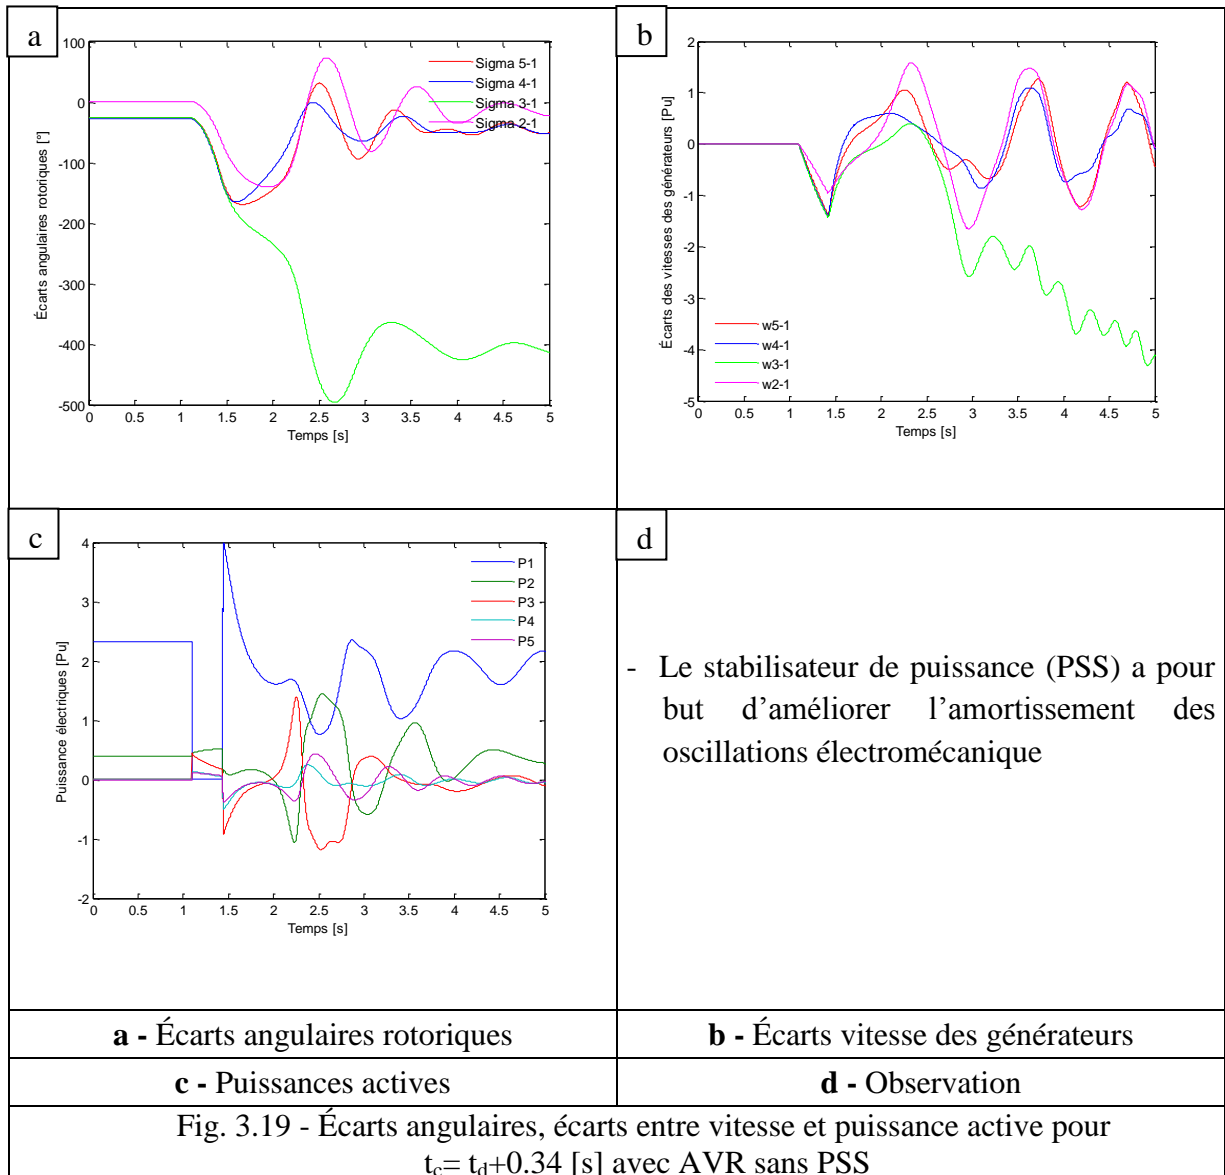 a
100
0
-100
-200
-300
-400
-500
0 0.5 1 1.5 2 2.5 3 3.5 4 4.5 5
Temps [s]
Écarts angulaires rotoriques [°]
Sigma 5-1
Sigma 4-1
Sigma 3-1
Sigma 2-1
b
2
1
0
-1
-2
-3
-4
-5
0 0.5 1 1.5 2 2.5 3 3.5 4 4.5 5
Temps [s]
Écarts des vitesses des générateurs [Pu]
w5-1
w4-1
w3-1
w2-1
c
4
3
2
1
0
-1
-2
0 0.5 1 1.5 2 2.5 3 3.5 4 4.5 5
Temps [s]
Puissance électriques [Pu]
P1
P2
P3
P4
P5
d
- Le stabilisateur de puissance (PSS) a pour
but d’améliorer l’amortissement des
oscillations électromécanique
a - Écarts angulaires rotoriques
b - Écarts vitesse des générateurs
c - Puissances actives
d - Observation
Fig. 3.19 - Écarts angulaires, écarts entre vitesse et puissance active pour
tc= td+0.34 [s] avec AVR sans PSS